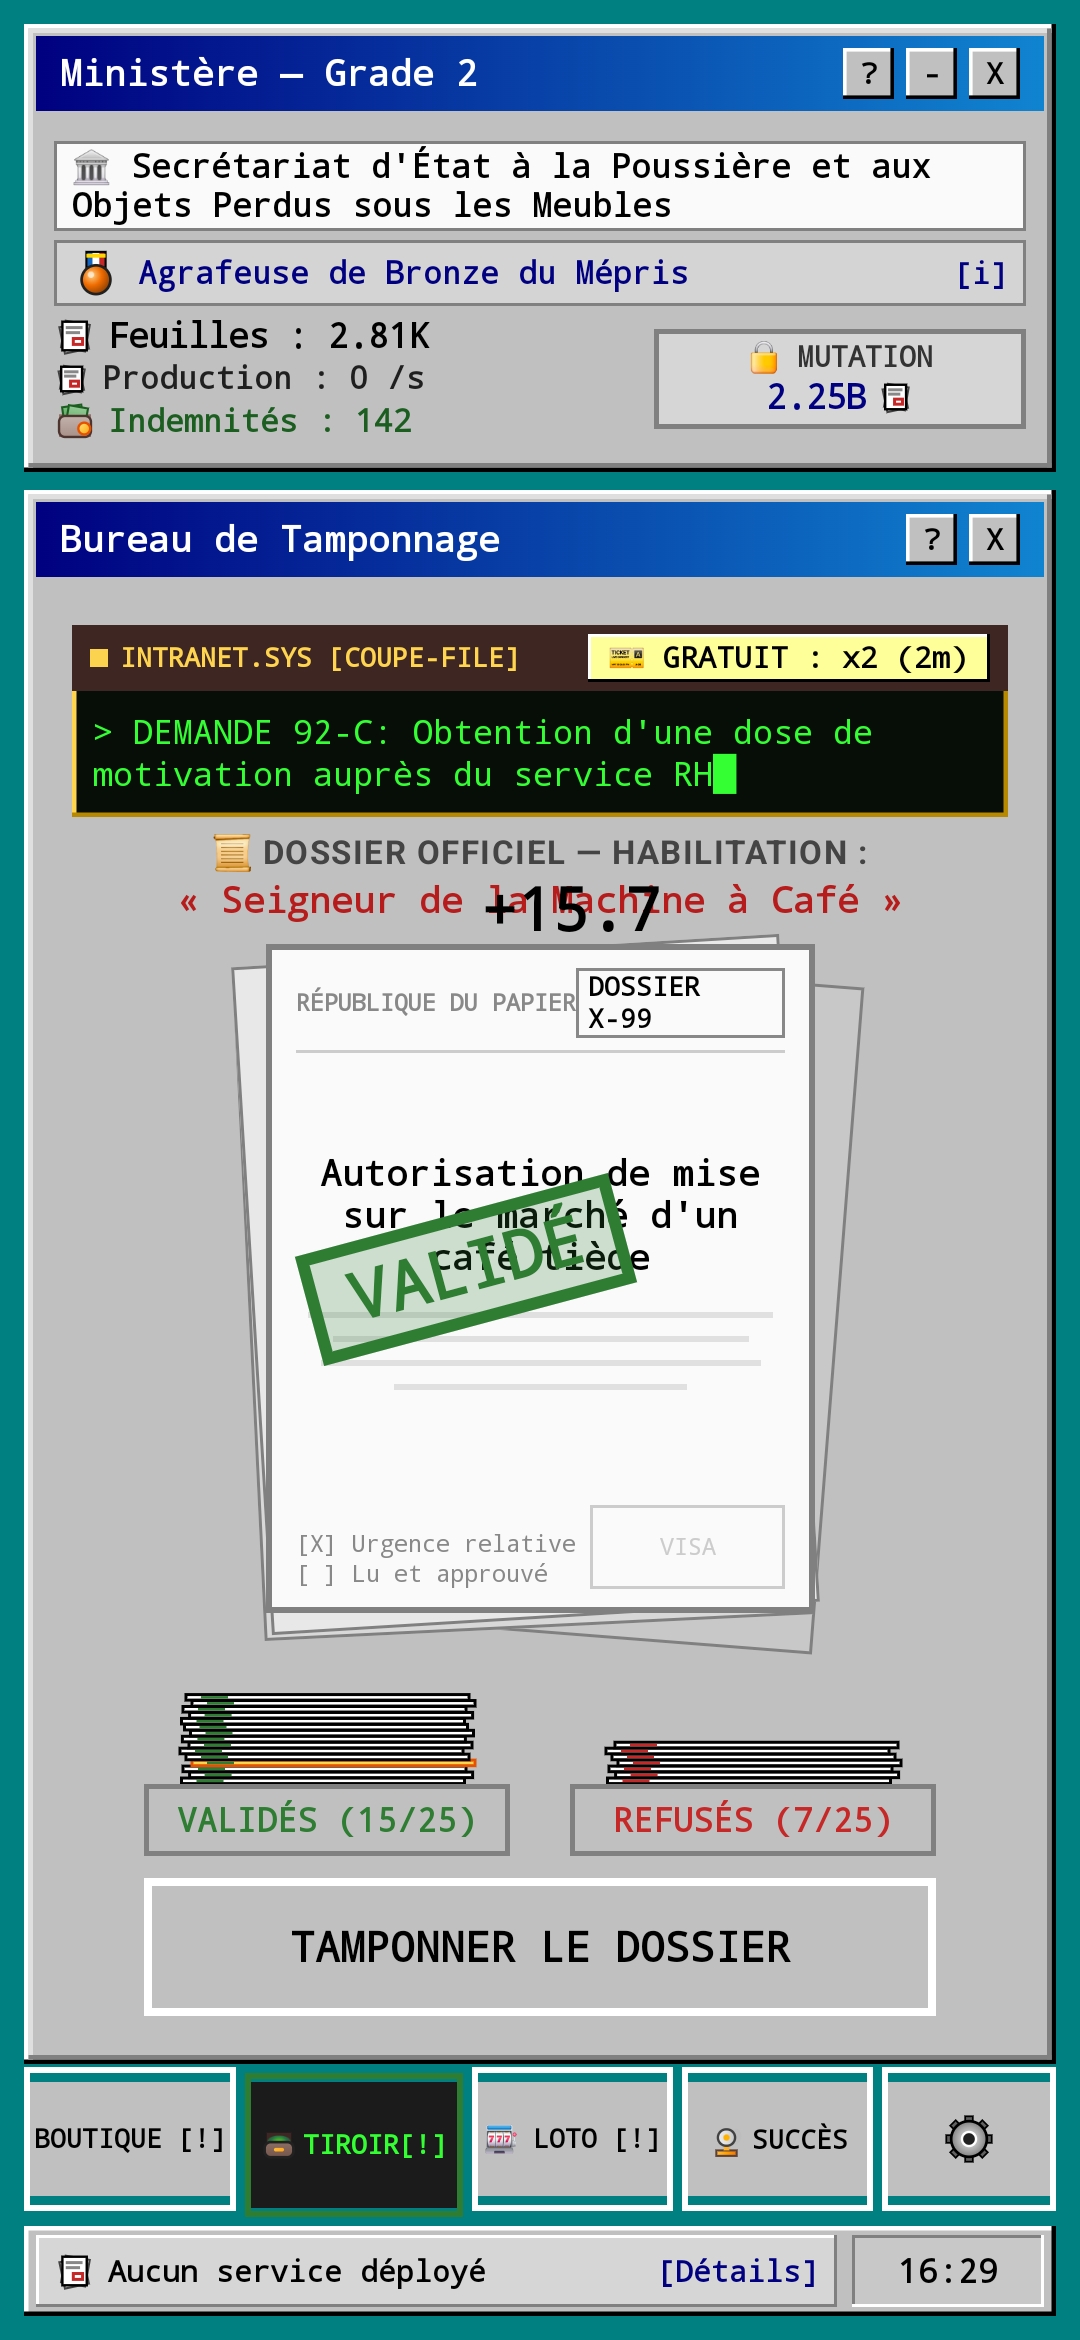 Ministère — Grade 2
? - X
Secrétariat d'État à la Poussière et aux
Objets Perdus sous les Meubles
Agrafeuse de Bronze du Mépris [i]
Feuilles : 2.81K
Production : 0 /s
Indemnités : 142
MUTATION
2.25B
Bureau de Tamponnage
? X
INTRANET.SYS [COUPE-FILE]
GRATUIT : x2 (2m)
> DEMANDE 92-C: Obtention d'une dose de
motivation auprès du service RH
DOSSIER OFFICIEL — HABILITATION :
« Seigneur de la Machine à Café »
+15.7
RÉPUBLIQUE DU PAPIER
DOSSIER
X-99
Autorisation de mise
sur le marché d'un
café tiède
VALIDÉ
[X] Urgence relative
[ ] Lu et approuvé
VISA
VALIDÉS (15/25)
REFUSÉS (7/25)
TAMPONNER LE DOSSIER
BOUTIQUE [!]
TIROIR[!]
LOTO [!]
SUCCÈS
Aucun service déployé
[Détails]
16:29